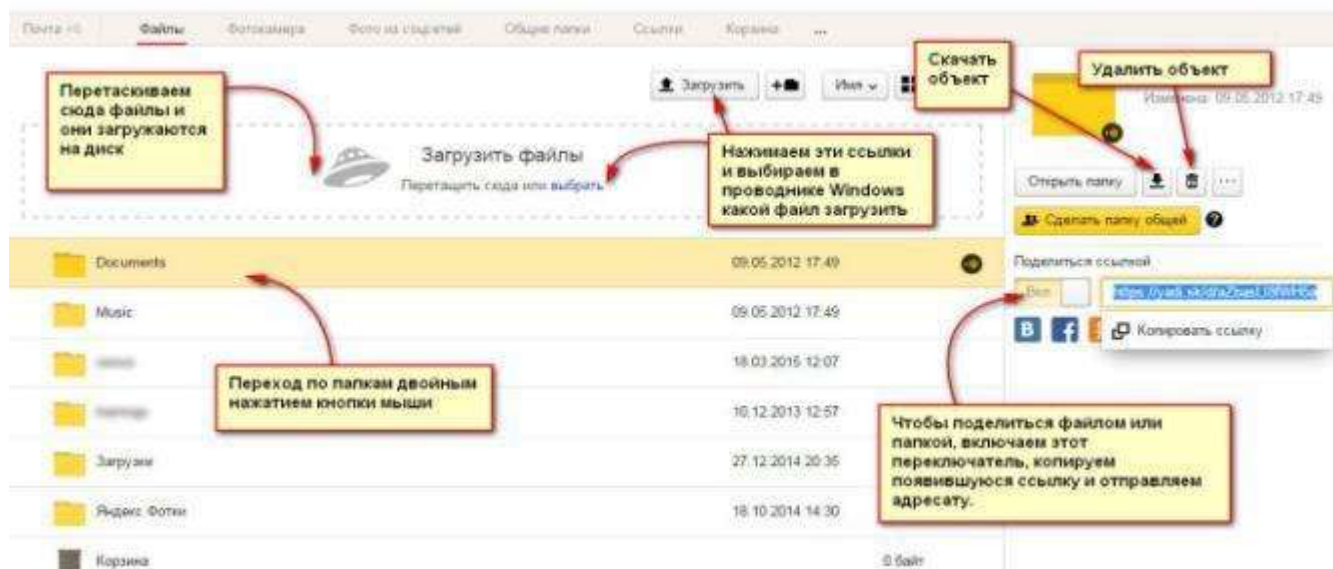 Почта
Файлы
Фотокамера
Фото из соцсетей
Общие папки
Ссылки
Корзина
...
Перетаскиваем
сюда файлы и
они загружаются
на диск
Загрузить
Имя
Скачать
объект
Удалить объект
09.05.2012 17:49
Загрузить файлы
Перетащить сюда или выбрать
Нажимаем эти ссылки
и выбираем в
проводнике Windows
какой файл загрузить
Открыть папку
Сделать папку общей
Поделиться ссылкой
Вкл
Копировать ссылку
Documents 09.05.2012 17:49
Music 09.05.2012 17:49
18.03.2015 12:07
10.12.2013 12:57
Загрузки 27.12.2014 20:35
Яндекс.Фотки 18.10.2014 14:30
Корзина 0 байт
Переход по папкам двойным
нажатием кнопки мыши
Чтобы поделиться файлом или
папкой, включаем этот
переключатель, копируем
появившуюся ссылку и отправляем
адресату.